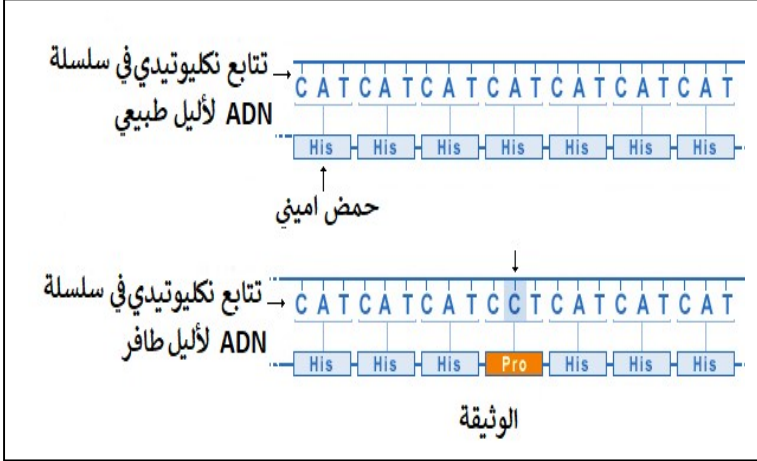 تتابع نكليوتيدي في سلسلة
ADN لأليل طبيعي
C A T C A T C A T C A T C A T C A T C A T
His His His His His His His
حمض اميني
تتابع نكليوتيدي في سلسلة
ADN لأليل طافر
C A T C A T C A T C C T C A T C A T C A T
His His His Pro His His His
الوثيقة